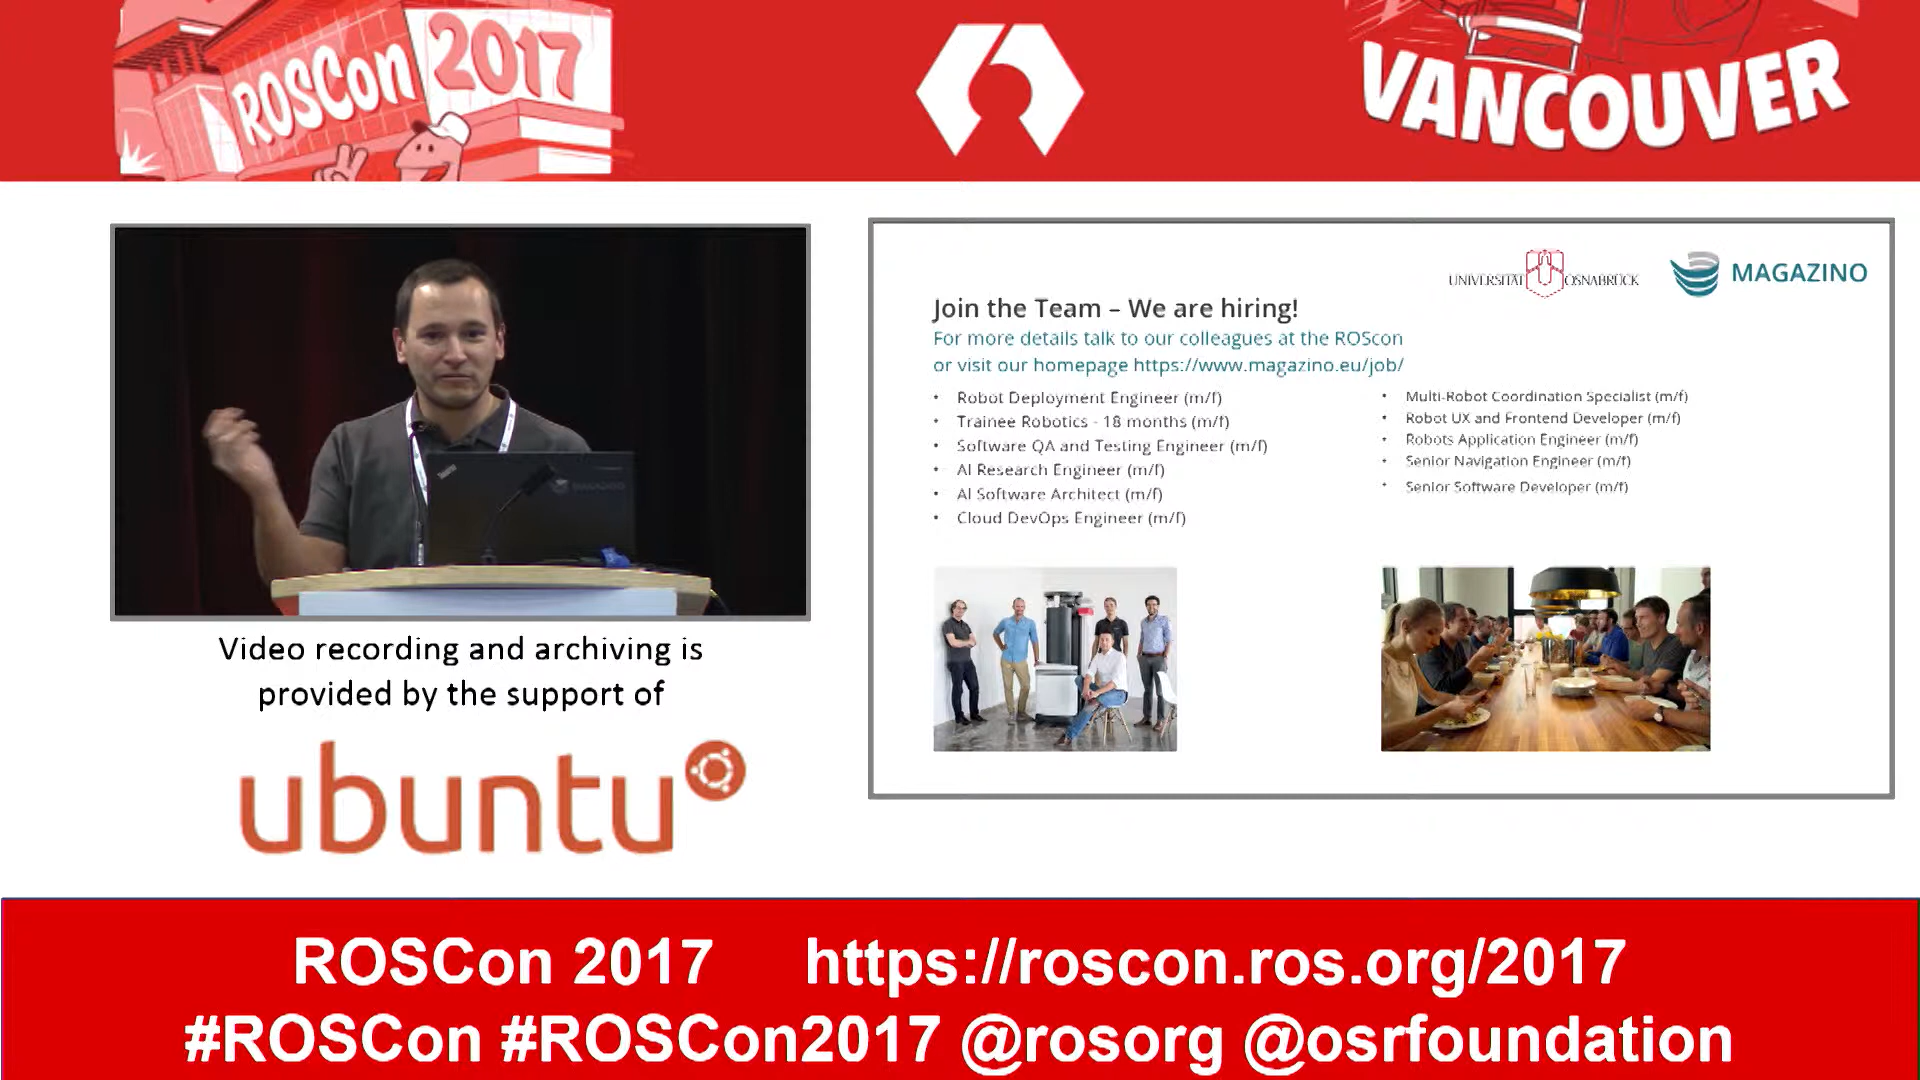 ROSCon 2017
VANCOUVER
UNIVERSITÄT OSNABRÜCK
MAGAZINO
Join the Team – We are hiring!
For more details talk to our colleagues at the ROScon
or visit our homepage https://www.magazino.eu/job/
• Robot Deployment Engineer (m/f)
• Trainee Robotics - 18 months (m/f)
• Software QA and Testing Engineer (m/f)
• AI Research Engineer (m/f)
• AI Software Architect (m/f)
• Cloud DevOps Engineer (m/f)
• Multi-Robot Coordination Specialist (m/f)
• Robot UX and Frontend Developer (m/f)
• Robots Application Engineer (m/f)
• Senior Navigation Engineer (m/f)
• Senior Software Developer (m/f)
ThinkPad
MAGAZINO
Video recording and archiving is
provided by the support of
ubuntu
ROSCon 2017 https://roscon.ros.org/2017
#ROSCon #ROSCon2017 @rosorg @osrfoundation